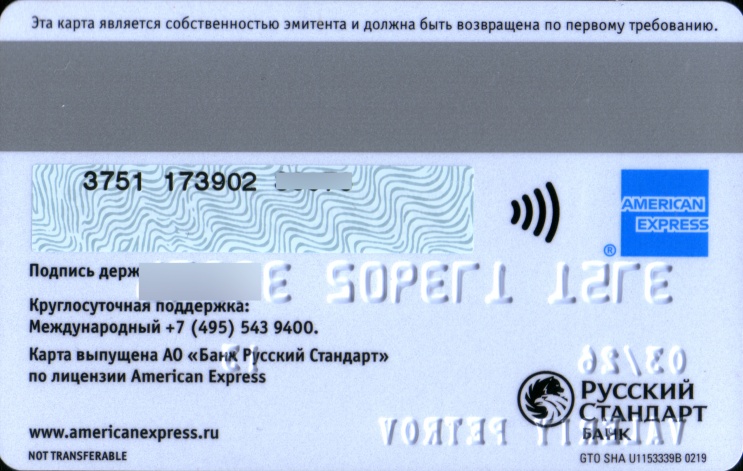 Эта карта является собственностью эмитента и должна быть возвращена по первому требованию.
3751 173902
AMERICAN
EXPRESS
®
Подпись держ
Круглосуточная поддержка:
Международный +7 (495) 543 9400.
Карта выпущена АО «Банк Русский Стандарт»
по лицензии American Express
РУССКИЙ
СТАНДАРТ
БАНК
www.americanexpress.ru
NOT TRANSFERABLE
GTO SHA U1153339B 0219